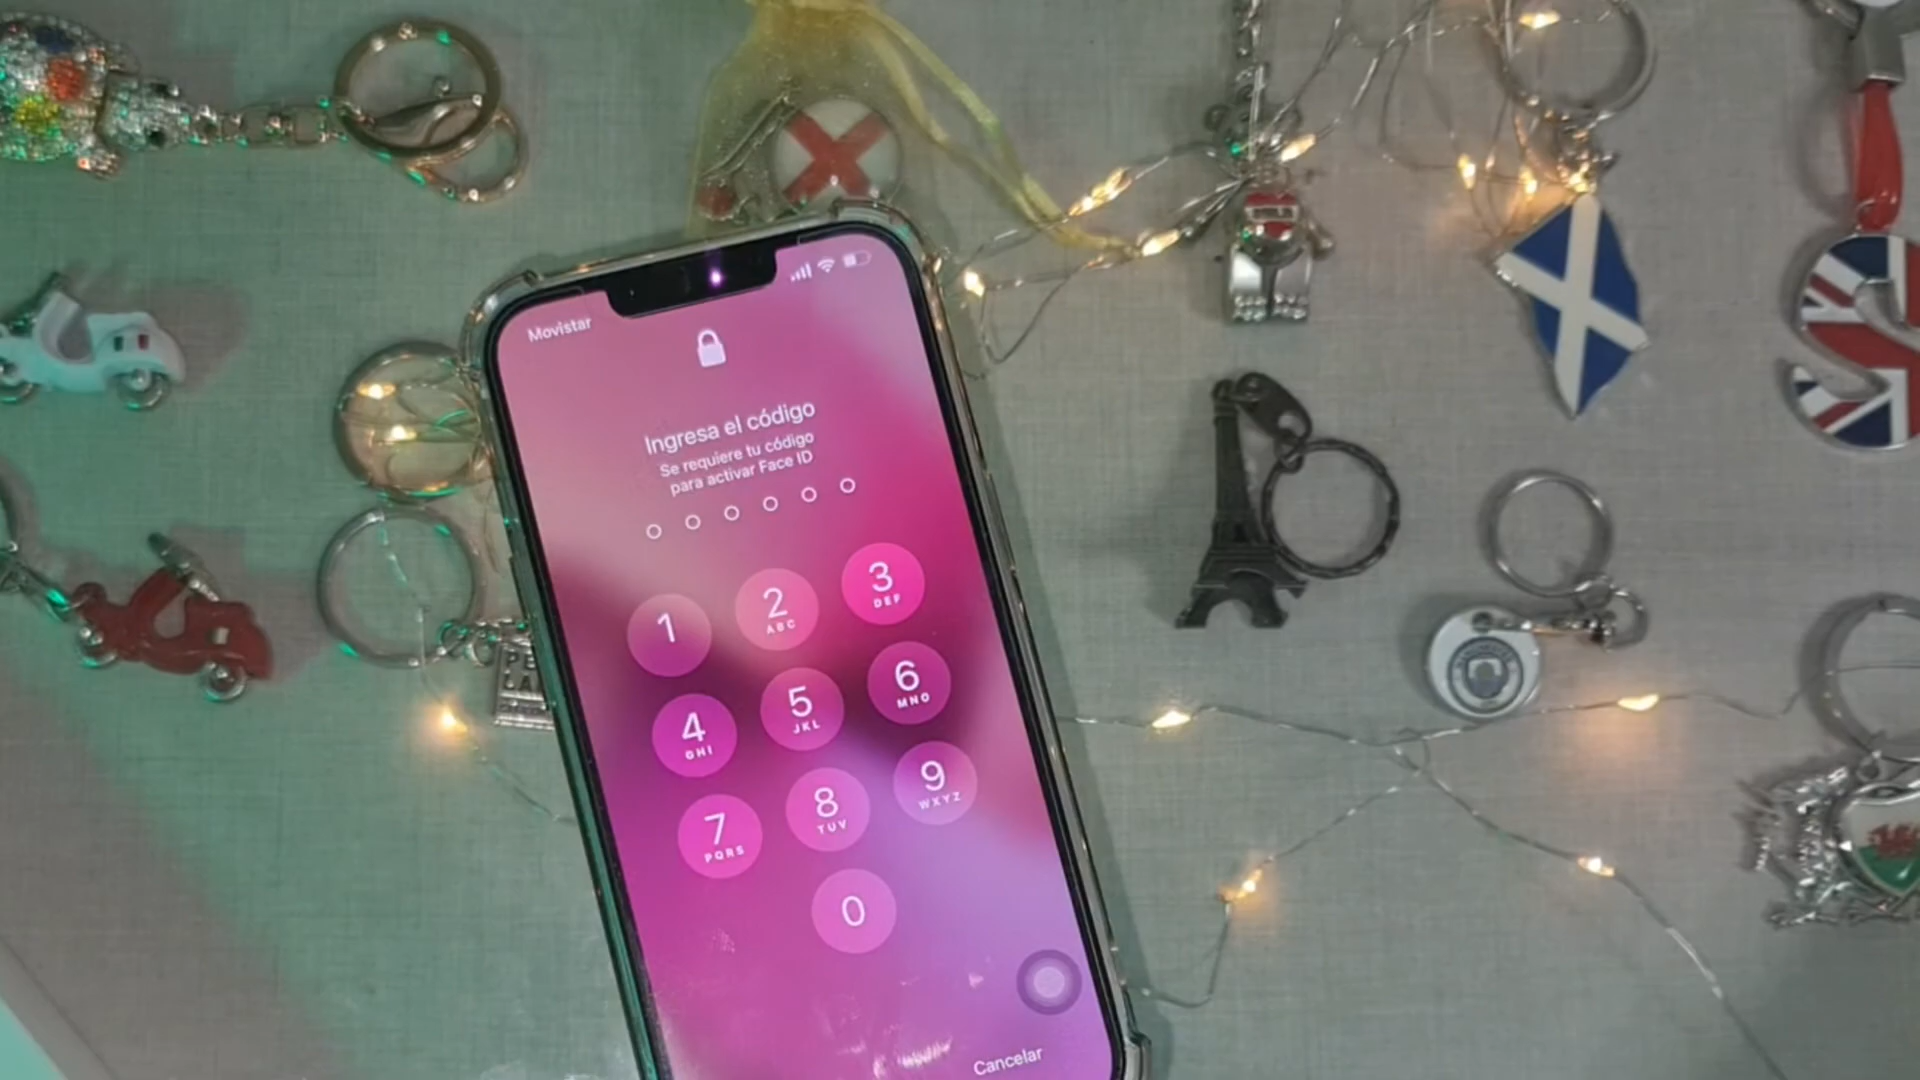 Movistar
Ingresa el código
Se requiere tu código
para activar Face ID
1
2
ABC
3
DEF
4
GHI
5
JKL
6
MNO
7
PQRS
8
TUV
9
WXYZ
0
Cancelar